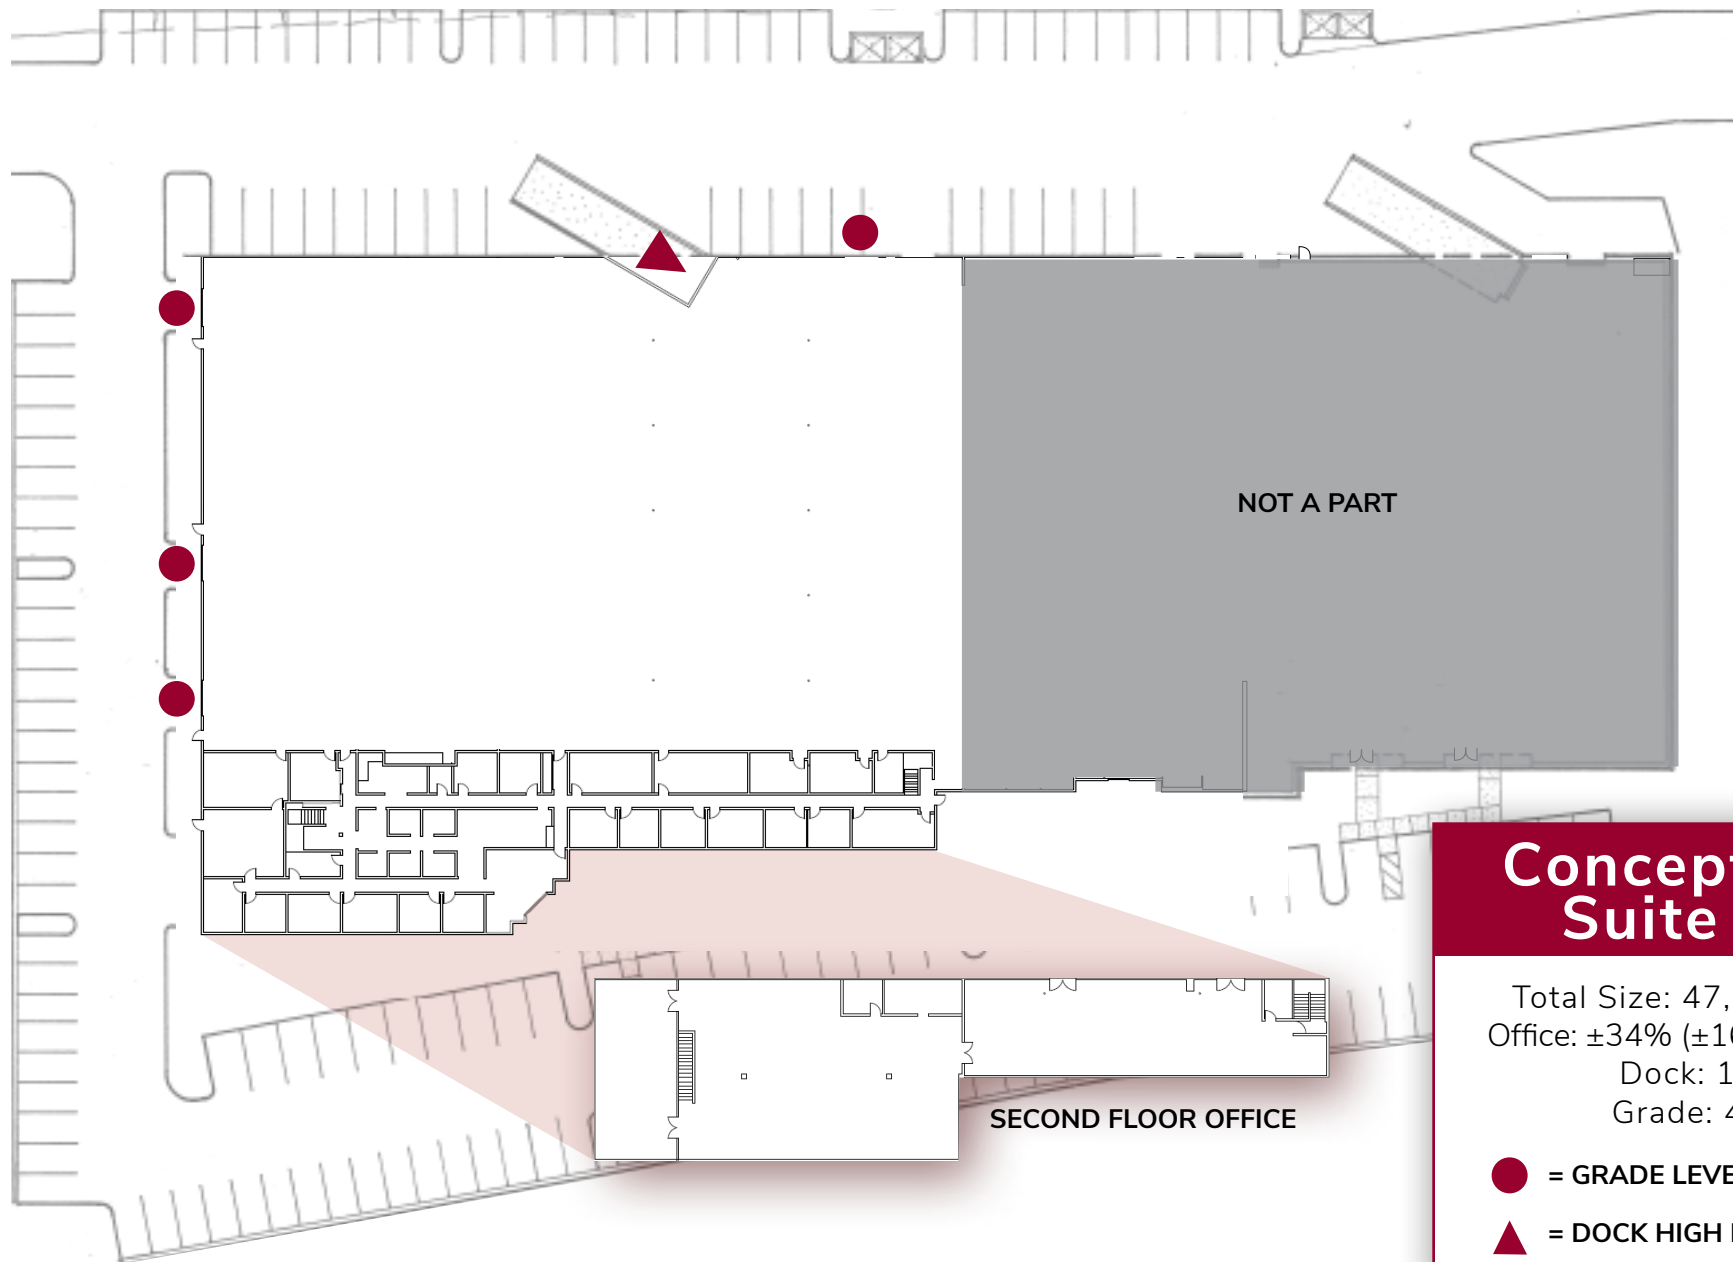 NOT A PART
SECOND FLOOR OFFICE
Concept
Suite
Total Size: 47,
Office: ±34% (±1
Dock: 1
Grade: 4
= GRADE LEVE
= DOCK HIGH